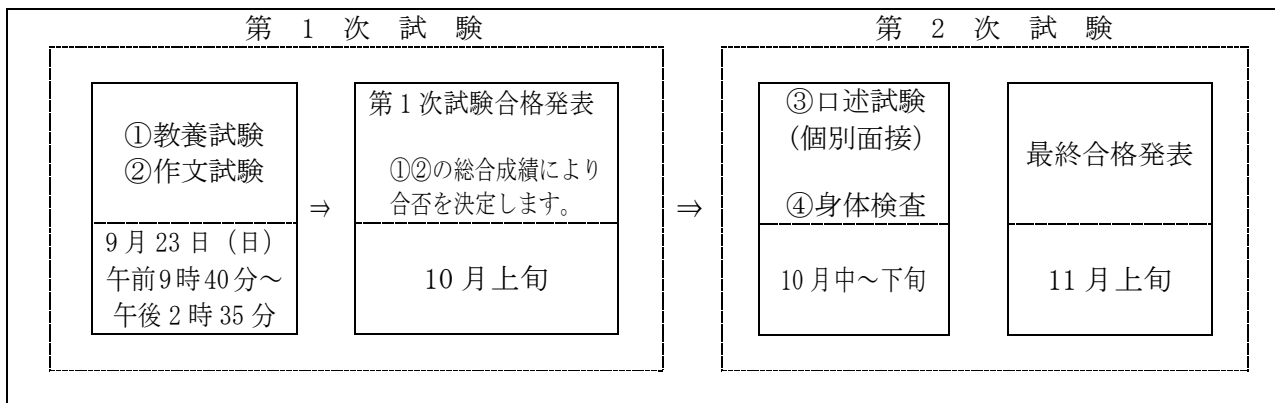 第 1 次 試 験
①教養試験
②作文試験
9月23日（日）
午前9時40分～
午後2時35分
⇒
第1次試験合格発表
①②の総合成績により
合否を決定します。
10月上旬
⇒
第 2 次 試 験
③口述試験
(個別面接)
④身体検査
10月中～下旬
最終合格発表
11月上旬